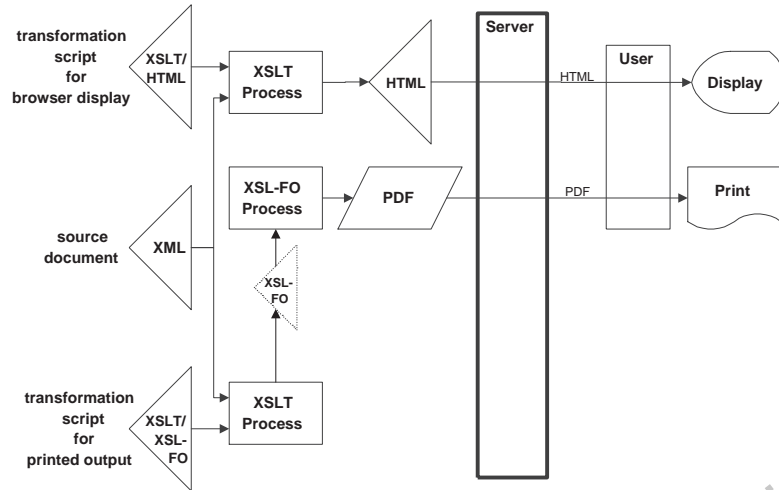 transformation
script
for
browser display
XSLT/
HTML
XSLT
Process
HTML
Server
HTML
User
Display
XSL-FO
Process
PDF
PDF
Print
source
document
XML
XSL-
FO
transformation
script
for
printed output
XSLT/
XSL-
FO
XSLT
Process